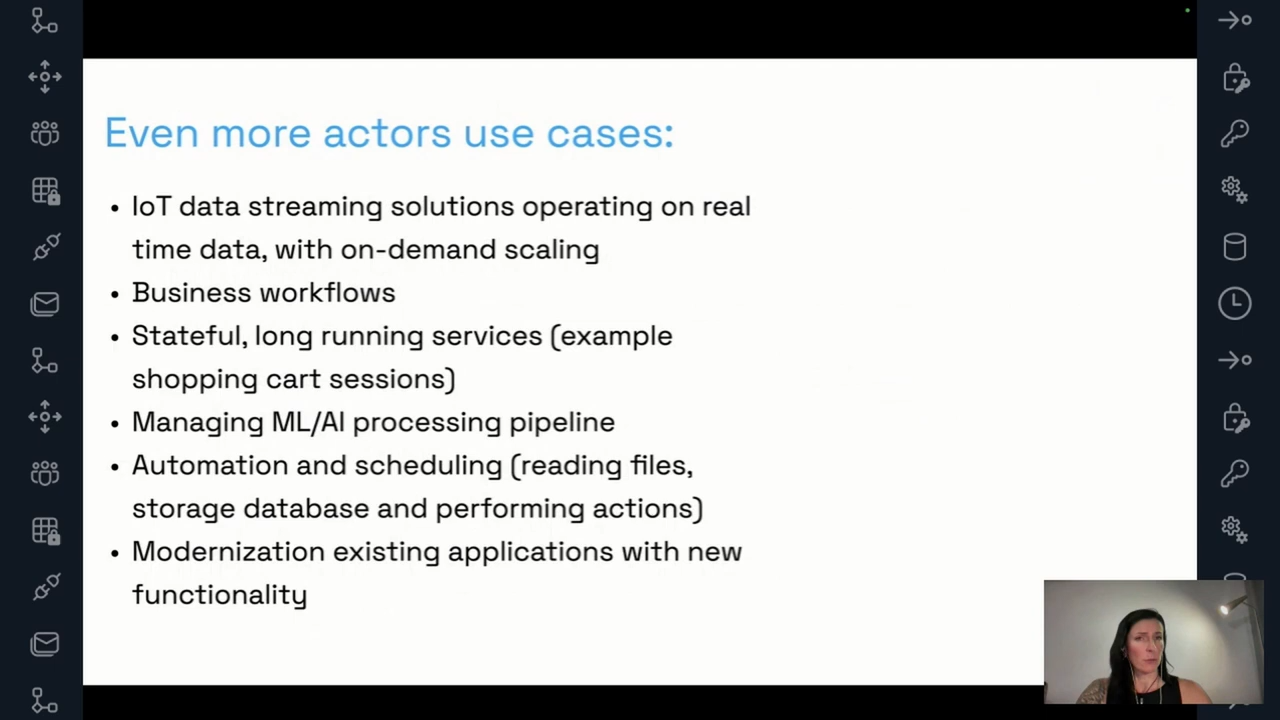 Even more actors use cases:
• IoT data streaming solutions operating on real
time data, with on-demand scaling
• Business workflows
• Stateful, long running services (example
shopping cart sessions)
• Managing ML/AI processing pipeline
• Automation and scheduling (reading files,
storage database and performing actions)
• Modernization existing applications with new
functionality